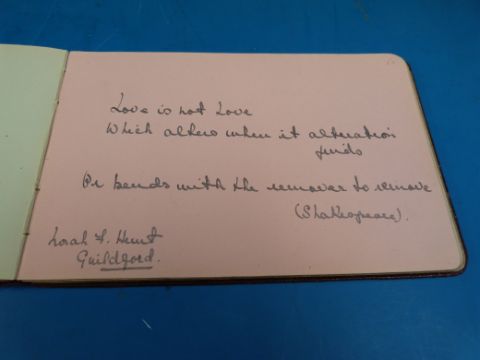 Love is not Love
Which alters when it alteration
finds
Or bends with the remover to remove
(Shakespeare).
F. Hunt
Guildford.